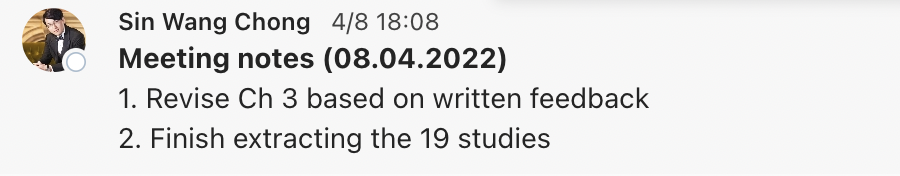 Sin Wang Chong 4/8 18:08
Meeting notes (08.04.2022)
1. Revise Ch 3 based on written feedback
2. Finish extracting the 19 studies